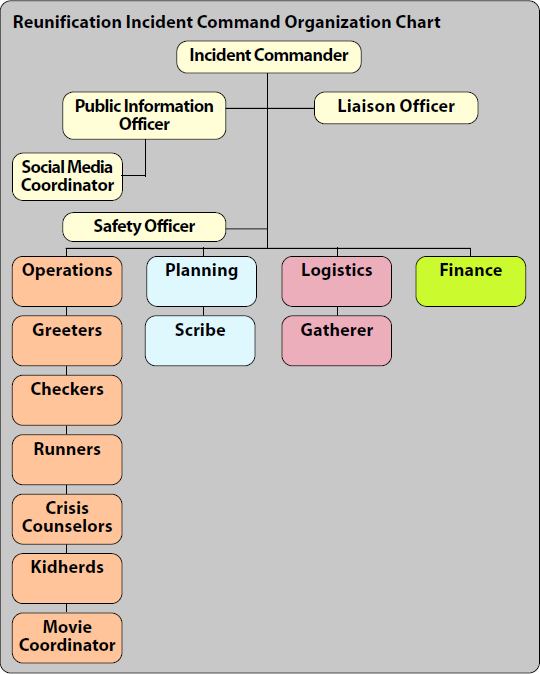 Reunification Incident Command Organization Chart
Incident Commander
Public Information
Officer
Liaison Officer
Social Media
Coordinator
Safety Officer
Operations
Planning
Logistics
Finance
Greeters
Scribe
Gatherer
Checkers
Runners
Crisis
Counselors
Kidherds
Movie
Coordinator